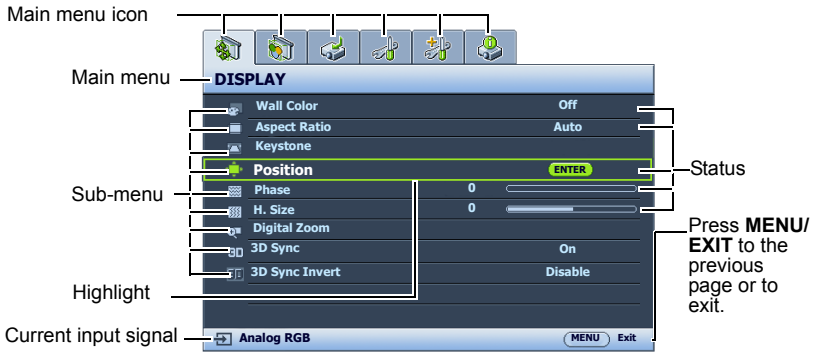 Main menu icon
Main menu
DISPLAY
Wall Color Off
Aspect Ratio Auto
Keystone
Position ENTER
Status
Sub-menu
Phase 0
H. Size 0
Digital Zoom
3D 3D Sync On
3D Sync Invert Disable
Press MENU/
EXIT to the
previous
page or to
exit.
Highlight
Current input signal
Analog RGB MENU Exit